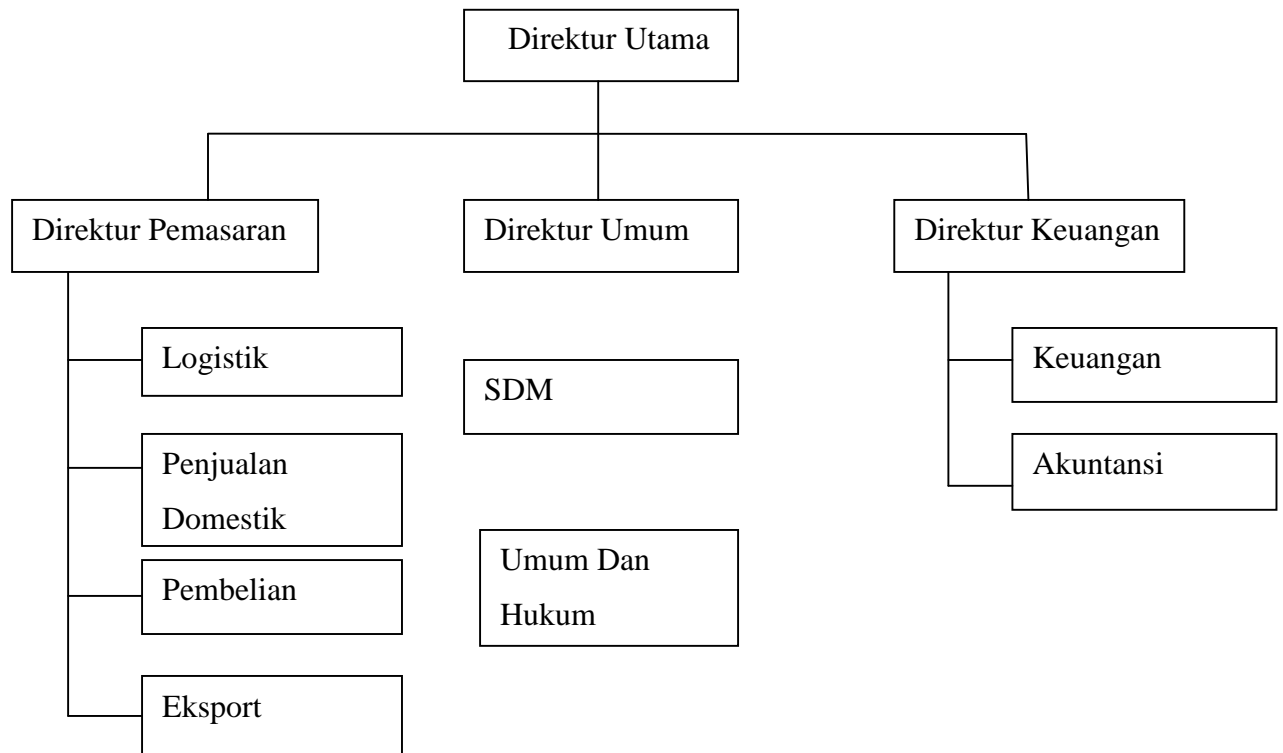 Direktur Utama
Direktur Pemasaran
Direktur Umum
Direktur Keuangan
Logistik
Penjualan
Domestik
Pembelian
Eksport
SDM
Umum Dan
Hukum
Keuangan
Akuntansi